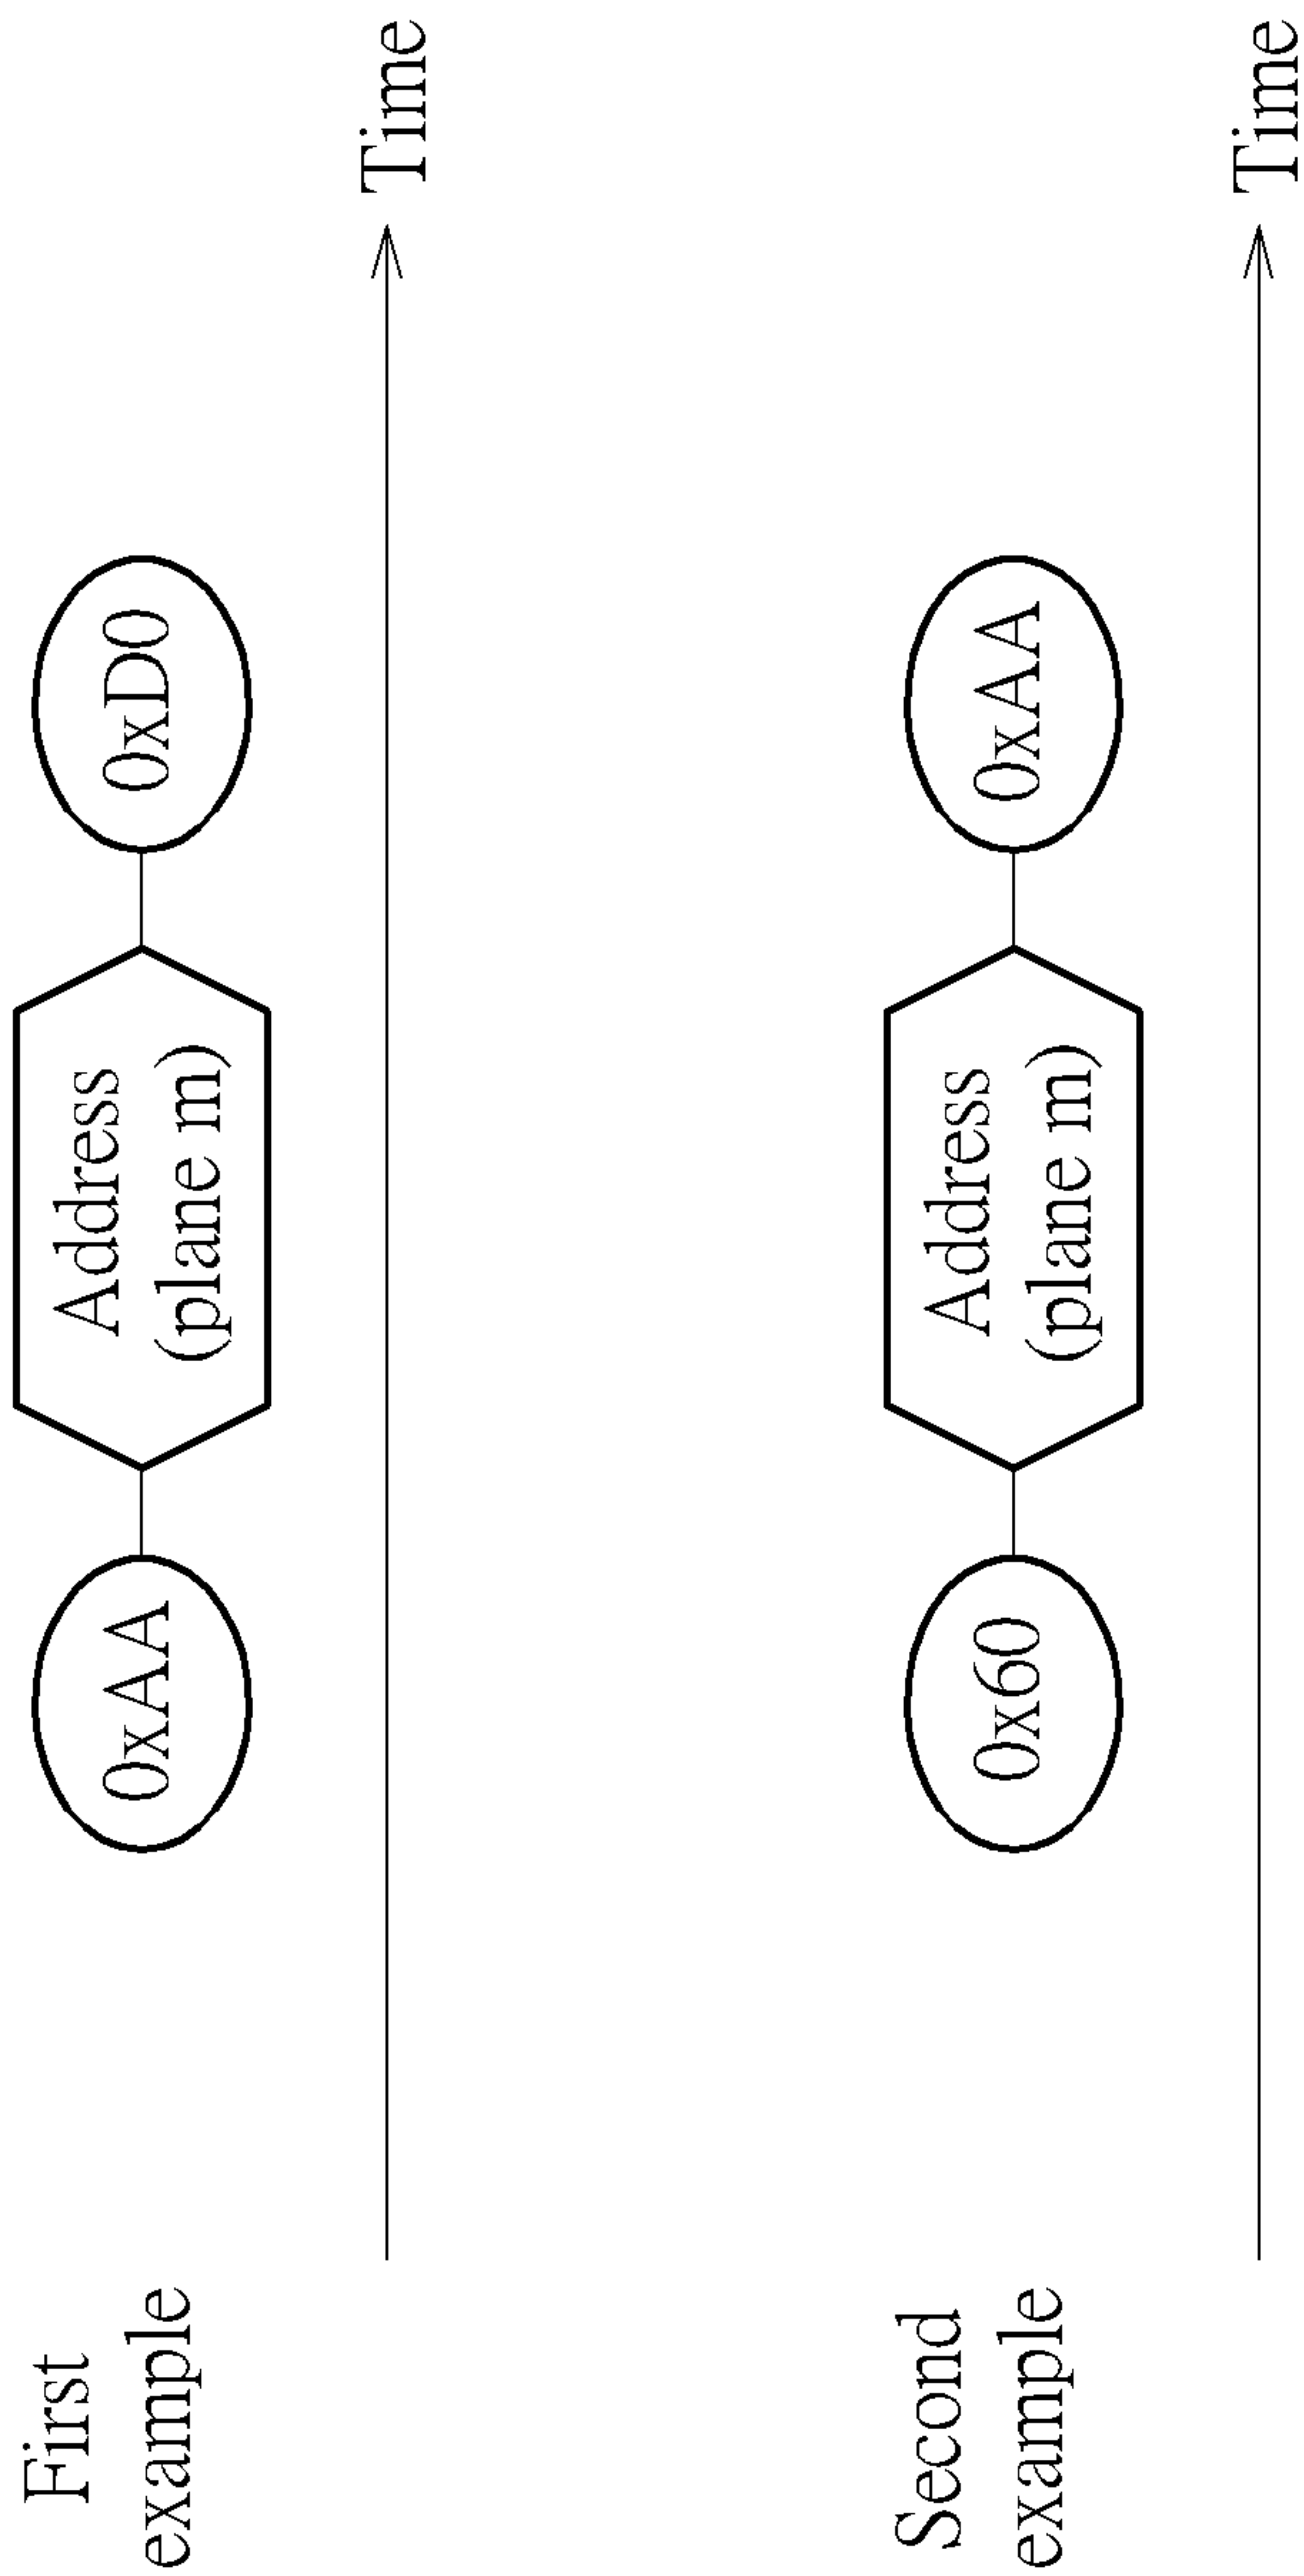 First
example
0xAA
Address
(plane m)
0xD0
Time
Second
example
0x60
Address
(plane m)
0xAA
Time